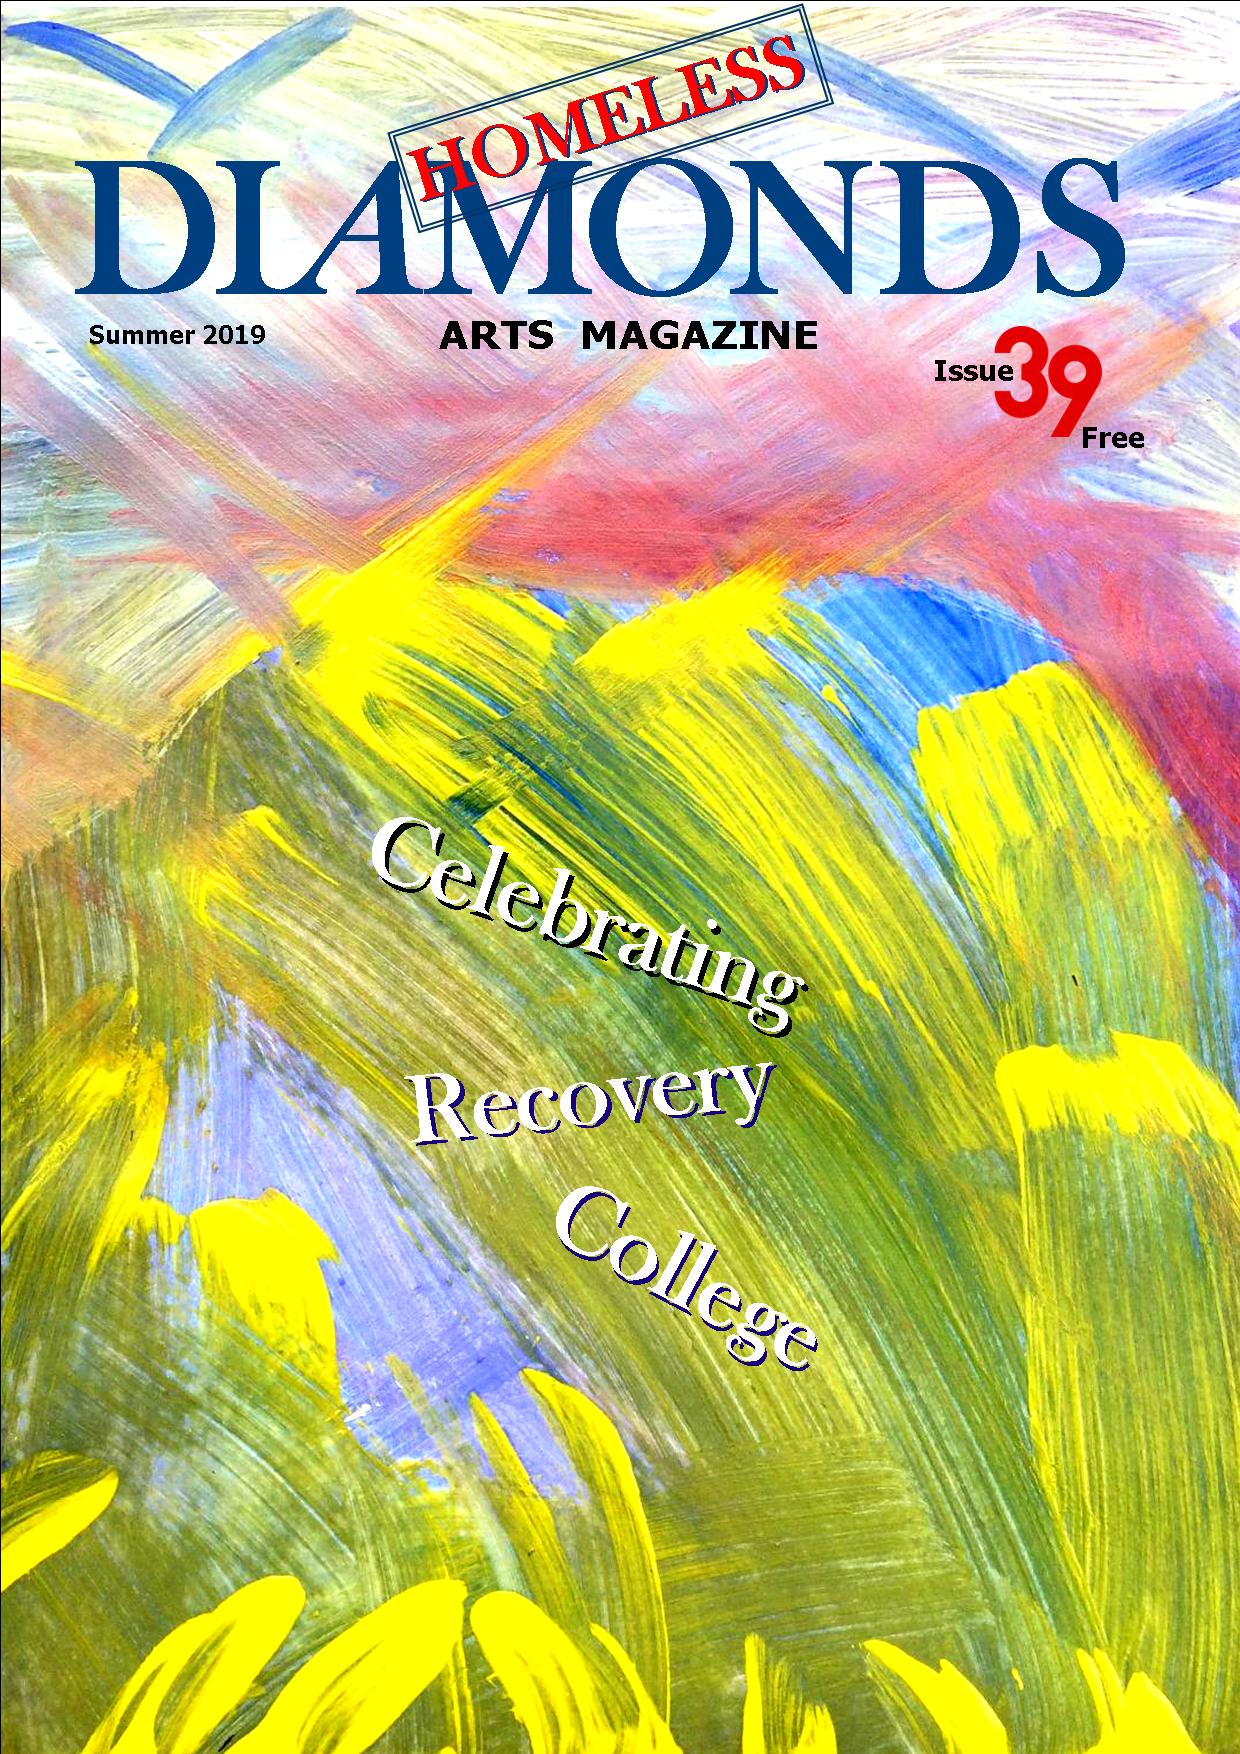 HOMELESS
DIAMONDS
Summer 2019
ARTS MAGAZINE
Issue 39
Free
Celebrating
Recovery
College